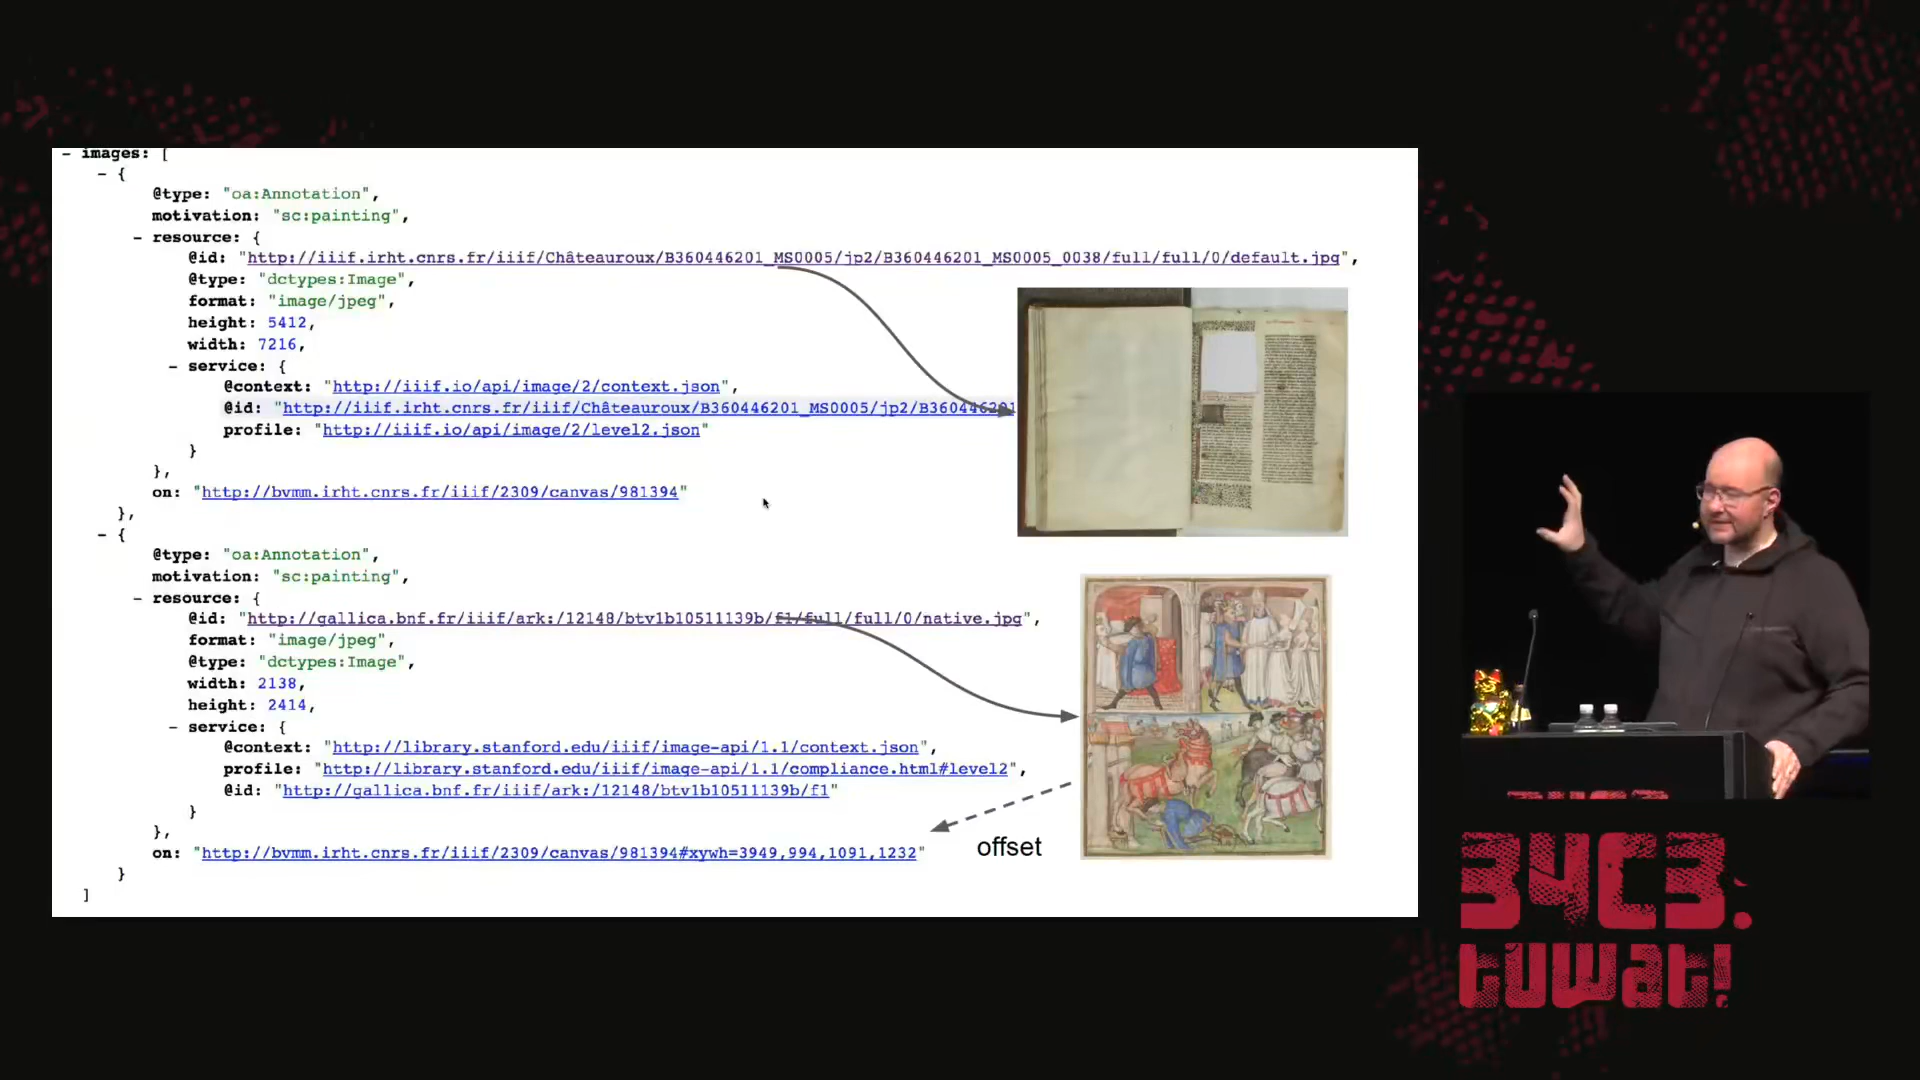 – images: [
– {
@type: "oa:Annotation",
motivation: "sc:painting",
– resource: {
@id: "http://iiif.irht.cnrs.fr/iiif/Châteauroux/B360446201_MS0005/jp2/B360446201_MS0005_0038/full/full/0/default.jpg",
@type: "dctypes:Image",
format: "image/jpeg",
height: 5412,
width: 7216,
– service: {
@context: "http://iiif.io/api/image/2/context.json",
@id: "http://iiif.irht.cnrs.fr/iiif/Châteauroux/B360446201_MS0005/jp2/B360446201
profile: "http://iiif.io/api/image/2/level2.json"
}
},
on: "http://bvmm.irht.cnrs.fr/iiif/2309/canvas/981394"
},
– {
@type: "oa:Annotation",
motivation: "sc:painting",
– resource: {
@id: "http://gallica.bnf.fr/iiif/ark:/12148/btv1b10511139b/f1/full/full/0/native.jpg",
format: "image/jpeg",
@type: "dctypes:Image",
width: 2138,
height: 2414,
– service: {
@context: "http://library.stanford.edu/iiif/image-api/1.1/context.json",
profile: "http://library.stanford.edu/iiif/image-api/1.1/compliance.html#level2",
@id: "http://gallica.bnf.fr/iiif/ark:/12148/btv1b10511139b/f1"
}
},
on: "http://bvmm.irht.cnrs.fr/iiif/2309/canvas/981394#xywh=3949,994,1091,1232"
}
]
offset
34C3.
tuwat!